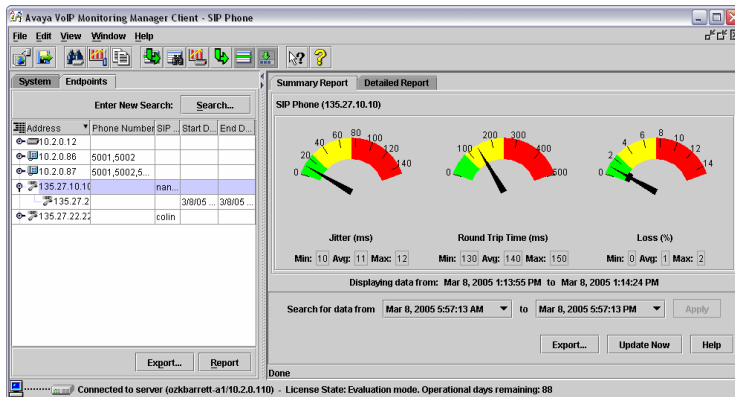 Avaya VoIP Monitoring Manager Client - SIP Phone
File Edit View Window Help
System Endpoints
Enter New Search: Search...
Address Phone Number SIP ... Start D... End D...
10.2.0.12
10.2.0.86 5001,5002
10.2.0.87 5001,5002,5...
135.27.10.10 nan...
135.27.2 3/8/05 ... 3/8/05 ...
135.27.22.22 colin
Export... Report
Summary Report Detailed Report
SIP Phone (135.27.10.10)
0 20 40 60 80 100 120 140
0 100 200 300 500
0 2 4 6 8 10 12 14
Jitter (ms) Round Trip Time (ms) Loss (%)
Min: 10 Avg: 11 Max: 12 Min: 130 Avg: 140 Max: 150 Min: 0 Avg: 1 Max: 2
Displaying data from: Mar 8, 2005 1:13:55 PM to Mar 8, 2005 1:14:24 PM
Search for data from Mar 8, 2005 5:57:13 AM to Mar 8, 2005 5:57:13 PM Apply
Export... Update Now Help
Done
Connected to server (ozkbarrett-a1/10.2.0.110) - License State: Evaluation mode. Operational days remaining: 88